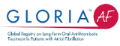 GLORIA AF
Global Registry on Long-Term Oral Antithrombotic
Treatment In Patients with Atrial Fibrillation